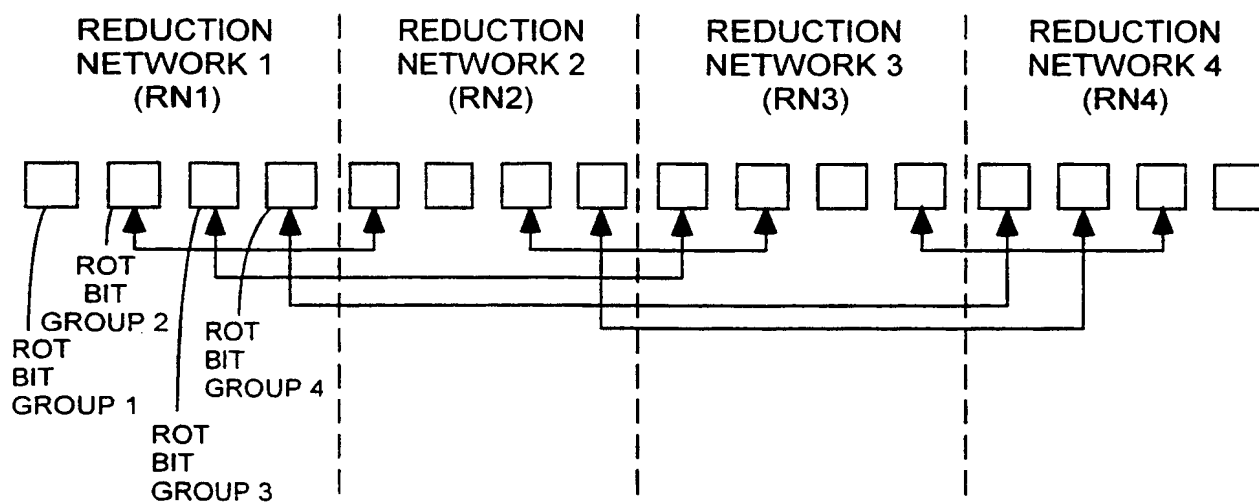 REDUCTION
NETWORK 1
(RN1)
REDUCTION
NETWORK 2
(RN2)
REDUCTION
NETWORK 3
(RN3)
REDUCTION
NETWORK 4
(RN4)
ROT
BIT
GROUP 1
ROT
BIT
GROUP 2
ROT
BIT
GROUP 3
ROT
BIT
GROUP 4